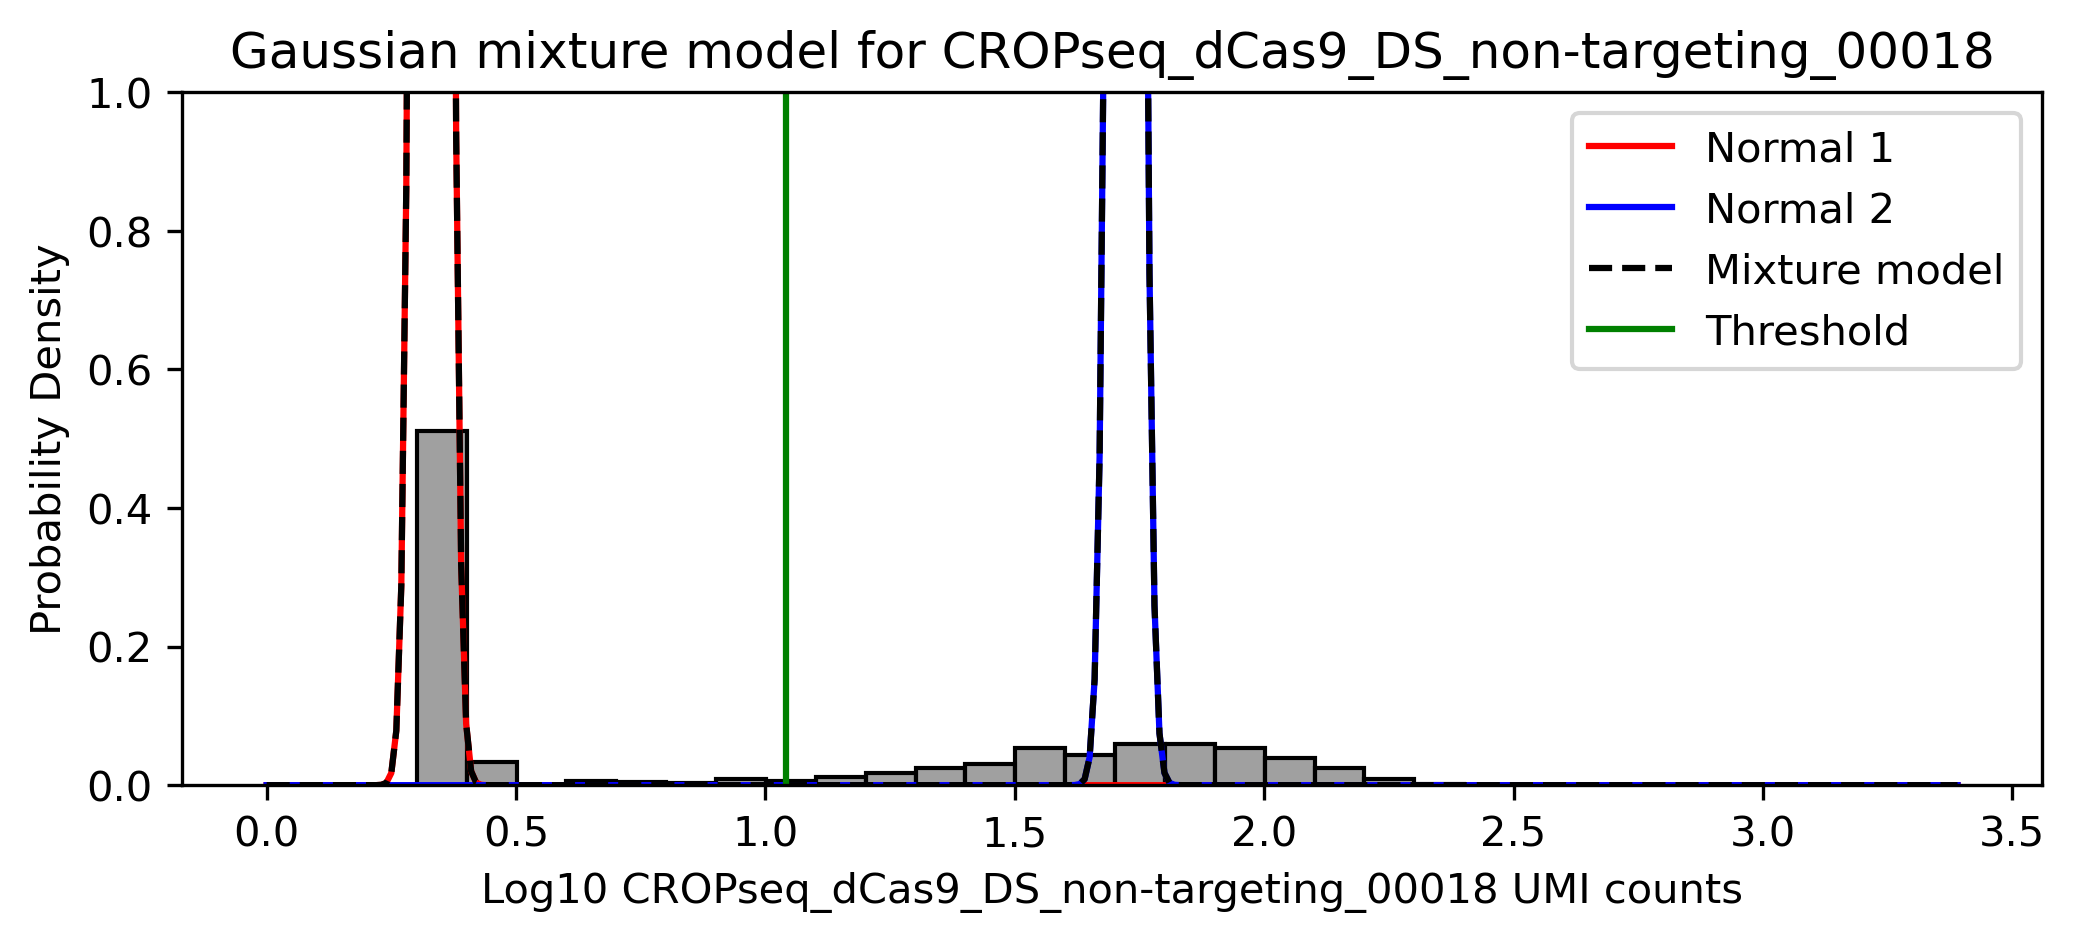 Gaussian mixture model for CROPseq_dCas9_DS_non-targeting_00018
Probability Density
1.0
0.8
0.6
0.4
0.2
0.0
Normal 1
Normal 2
Mixture model
Threshold
0.0 0.5 1.0 1.5 2.0 2.5 3.0 3.5
Log10 CROPseq_dCas9_DS_non-targeting_00018 UMI counts